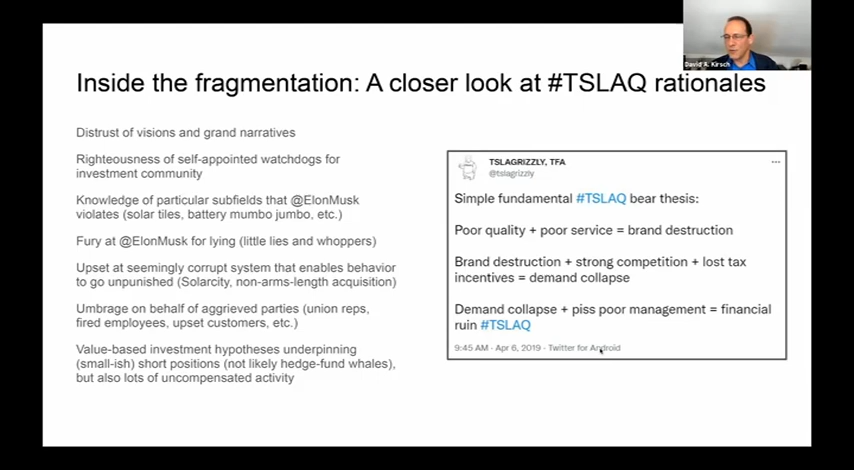 David A. Kirsch
Inside the fragmentation: A closer look at #TSLAQ rationales
Distrust of visions and grand narratives
Righteousness of self-appointed watchdogs for
investment community
Knowledge of particular subfields that @ElonMusk
violates (solar tiles, battery mumbo jumbo, etc.)
Fury at @ElonMusk for lying (little lies and whoppers)
Upset at seemingly corrupt system that enables behavior
to go unpunished (Solarcity, non-arms-length acquisition)
Umbrage on behalf of aggrieved parties (union reps,
fired employees, upset customers, etc.)
Value-based investment hypotheses underpinning
(small-ish) short positions (not likely hedge-fund whales),
but also lots of uncompensated activity
TSLAGRIZZLY, TFA
@tslagrizzly
Simple fundamental #TSLAQ bear thesis:
Poor quality + poor service = brand destruction
Brand destruction + strong competition + lost tax
incentives = demand collapse
Demand collapse + piss poor management = financial
ruin #TSLAQ
9:45 AM · Apr 6, 2019 · Twitter for Android